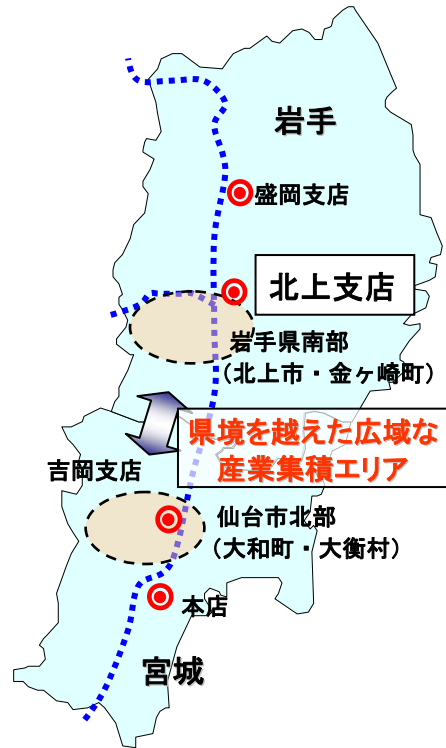 岩手
盛岡支店
北上支店
岩手県南部
（北上市・金ヶ崎町）
県境を越えた広域な
産業集積エリア
吉岡支店
仙台市北部
（大和町・大衡村）
本店
宮城